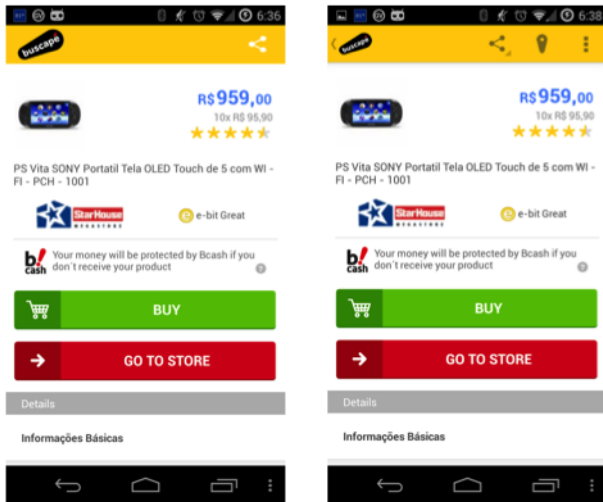 6:36
buscapé
R$959,00
10x R$ 95,90
PS Vita SONY Portatil Tela OLED Touch de 5 com WI -
FI - PCH - 1001
StarHouse
MEGASTORE
e e-bit Great
b!
cash
Your money will be protected by Bcash if you
don´t receive your product
?
BUY
GO TO STORE
Details
Informações Básicas
6:38
buscapé
R$959,00
10x R$ 95,90
PS Vita SONY Portatil Tela OLED Touch de 5 com WI -
FI - PCH - 1001
StarHouse
MEGASTORE
e e-bit Great
b!
cash
Your money will be protected by Bcash if you
don´t receive your product
?
BUY
GO TO STORE
Details
Informações Básicas